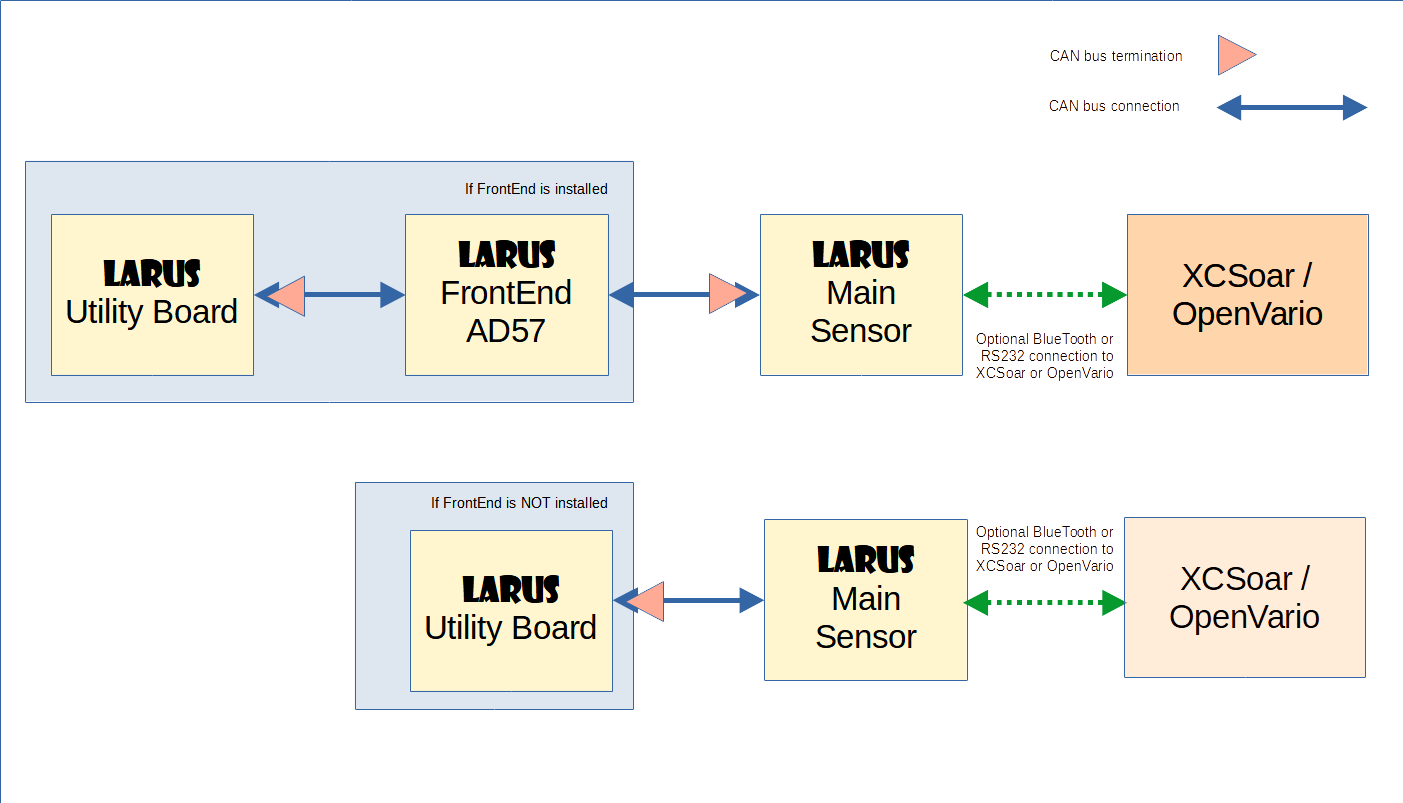 CAN bus termination
CAN bus connection
If FrontEnd is installed
LARUS
Utility Board
LARUS
FrontEnd
AD57
LARUS
Main
Sensor
Optional BlueTooth or
RS232 connection to
XCSoar or OpenVario
XCSoar /
OpenVario
If FrontEnd is NOT installed
LARUS
Utility Board
LARUS
Main
Sensor
Optional BlueTooth or
RS232 connection to
XCSoar or OpenVario
XCSoar /
OpenVario